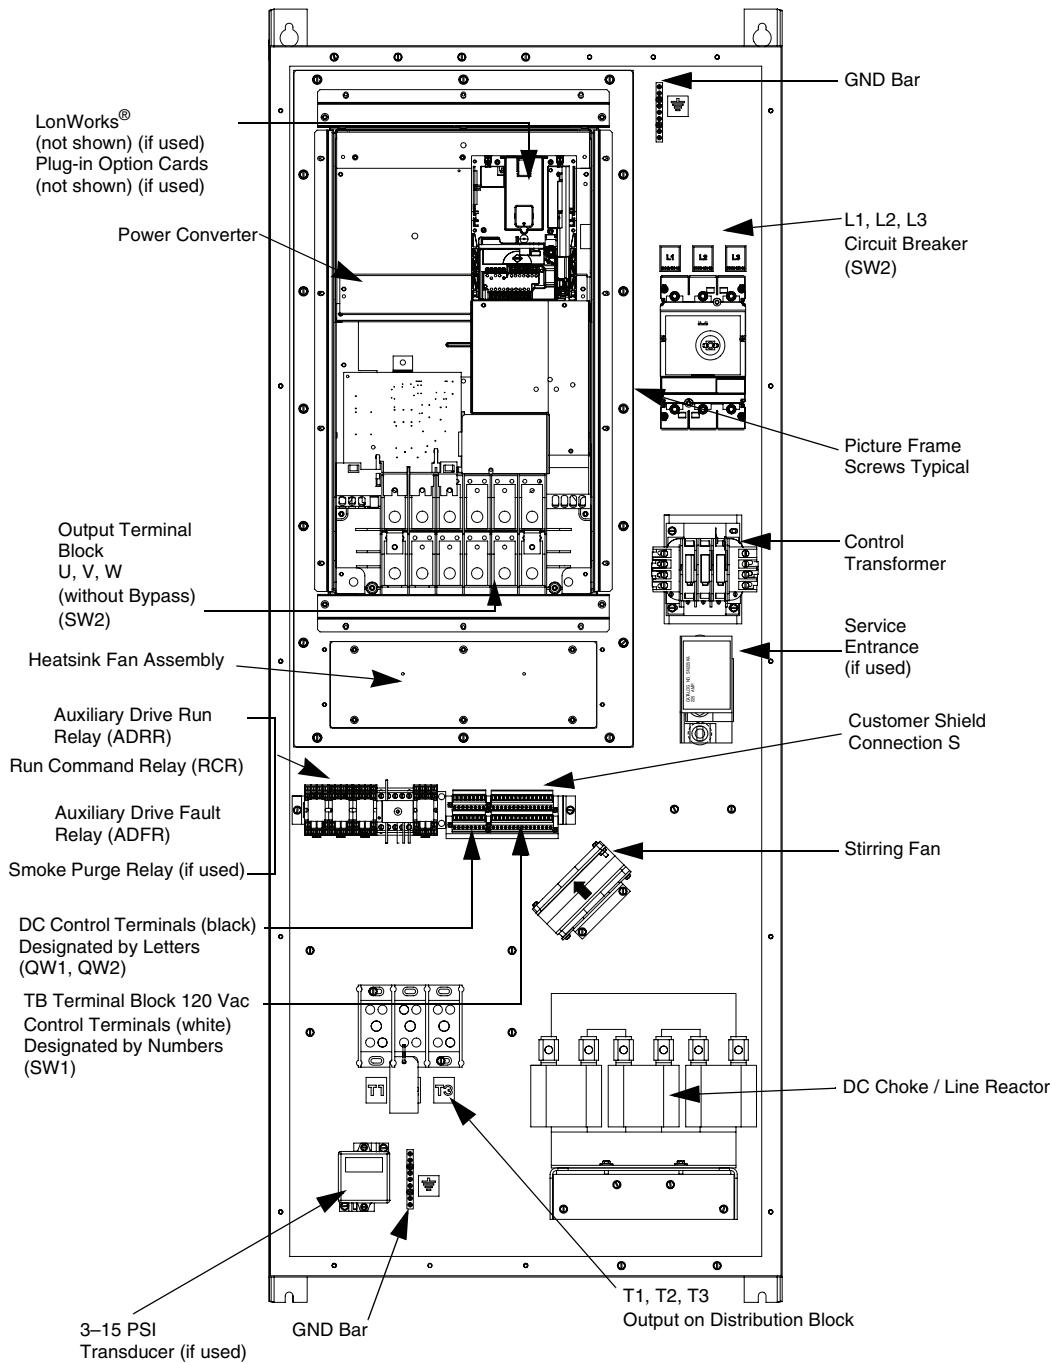 GND Bar
LonWorks®
(not shown) (if used)
Plug-in Option Cards
(not shown) (if used)
L1, L2, L3
Circuit Breaker
(SW2)
Power Converter
L1
L2
L3
Picture Frame
Screws Typical
Output Terminal
Block
U, V, W
(without Bypass)
(SW2)
Control
Transformer
Service
Entrance
(if used)
Heatsink Fan Assembly
Auxiliary Drive Run
Relay (ADRR)
Customer Shield
Connection S
Run Command Relay (RCR)
Auxiliary Drive Fault
Relay (ADFR)
Stirring Fan
Smoke Purge Relay (if used)
DC Control Terminals (black)
Designated by Letters
(QW1, QW2)
TB Terminal Block 120 Vac
Control Terminals (white)
Designated by Numbers
(SW1)
T1
T3
DC Choke / Line Reactor
T1, T2, T3
Output on Distribution Block
3–15 PSI
Transducer (if used)
GND Bar